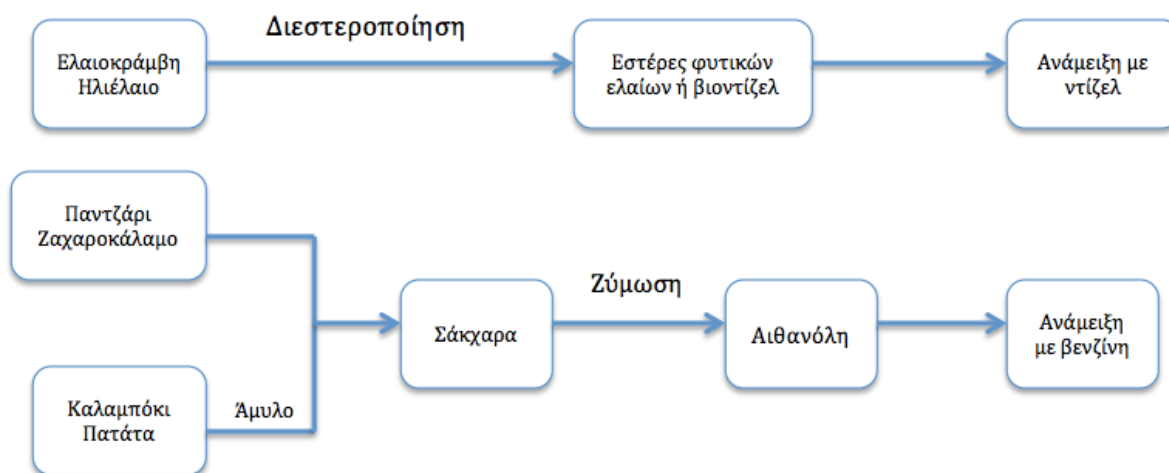 Διεστεροποίηση
Ελαιοκράμβη
Ηλιέλαιο
Εστέρες φυτικών
ελαίων ή βιοντίζελ
Ανάμειξη με
ντίζελ
Παντζάρι
Ζαχαροκάλαμο
Καλαμπόκι
Πατάτα
Άμυλο
Σάκχαρα
Ζύμωση
Αιθανόλη
Ανάμειξη
με βενζίνη